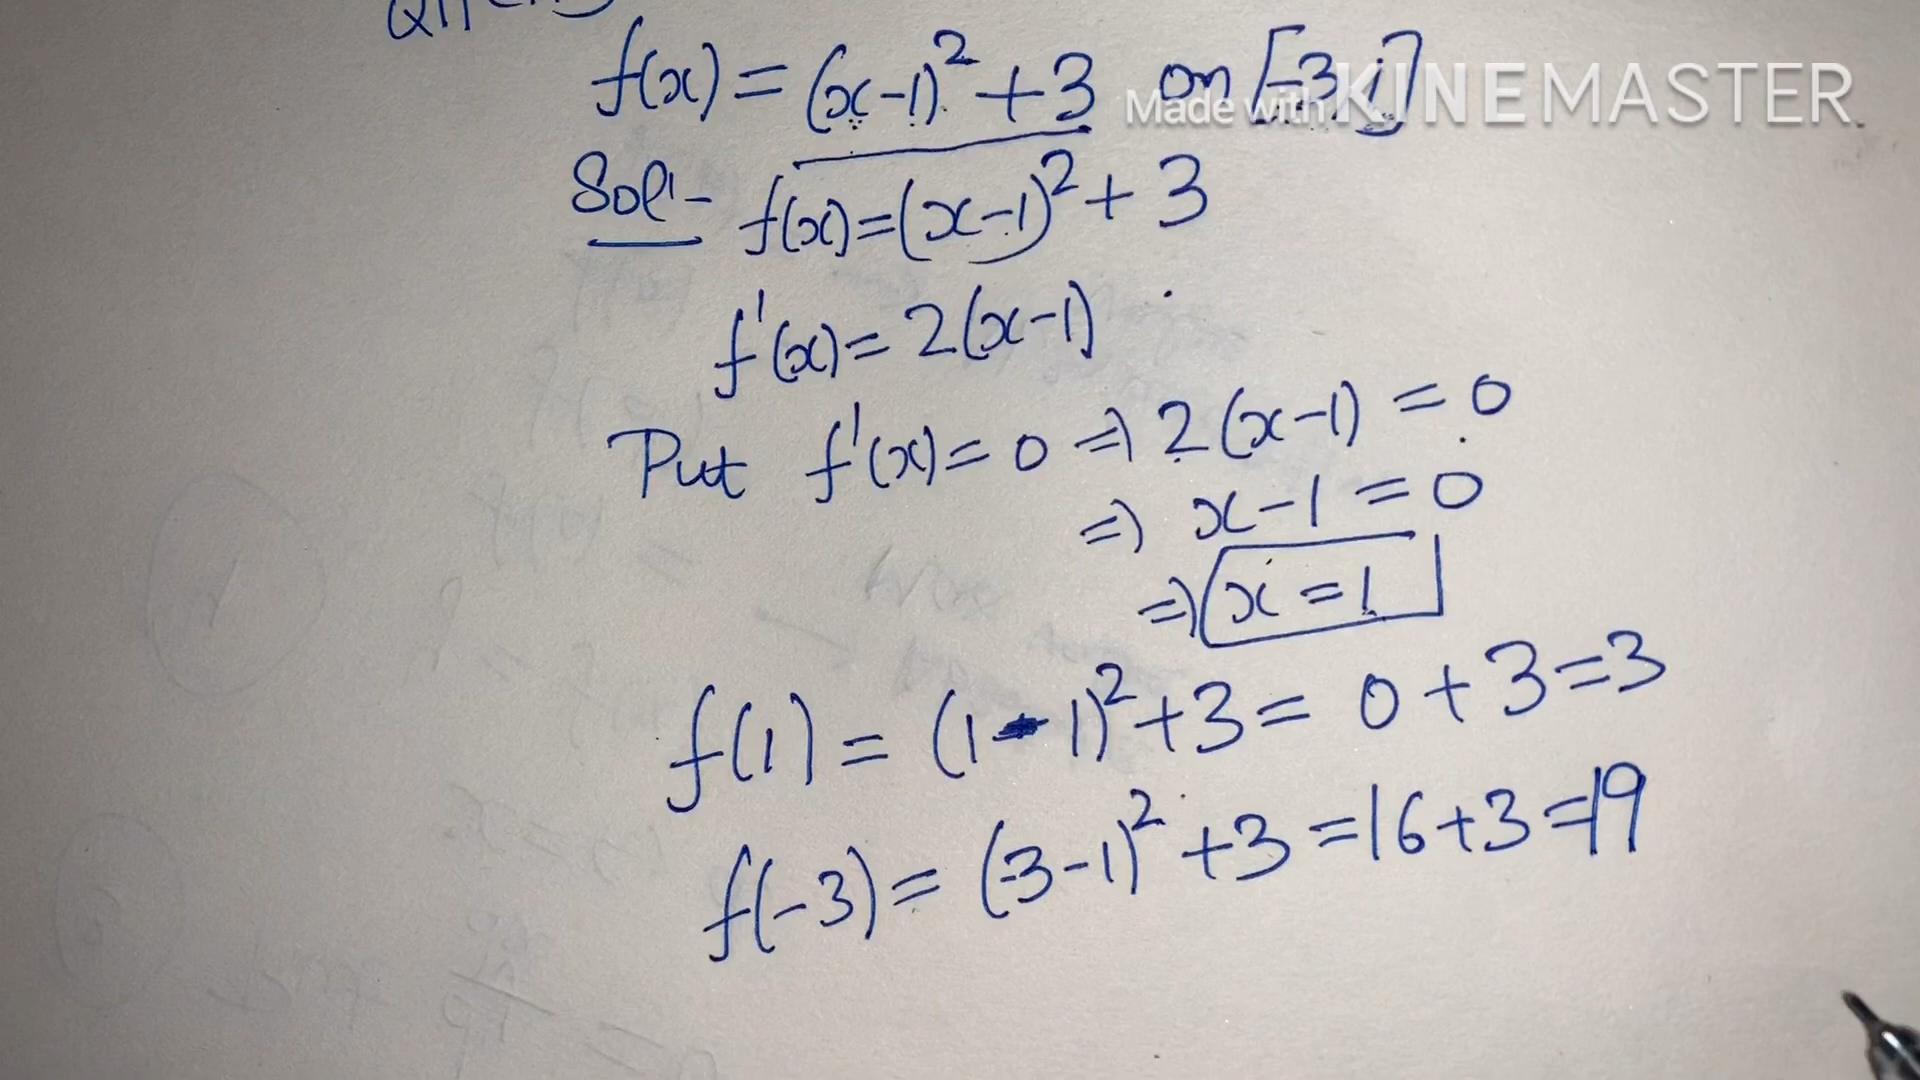 f(x) = (x-1)² + 3 on [-3, 1]
Made with KINEMASTER
Sol:- f(x) = (x-1)² + 3
f'(x) = 2(x-1)
Put f'(x) = 0 ⇒ 2(x-1) = 0
⇒ x-1 = 0
⇒ x = 1
f(1) = (1-1)² + 3 = 0 + 3 = 3
f(-3) = (-3-1)² + 3 = 16 + 3 = 19